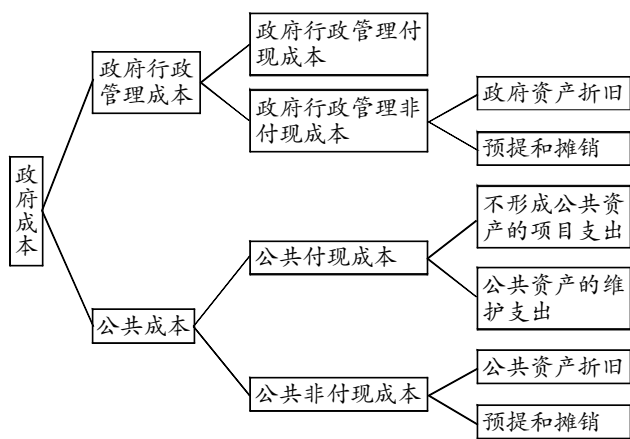 政府成本
政府行政
管理成本
政府行政管理付
现成本
政府行政管理非
付现成本
政府资产折旧
预提和摊销
公共成本
公共付现成本
不形成公共资
产的项目支出
公共资产的维
护支出
公共非付现成本
公共资产折旧
预提和摊销